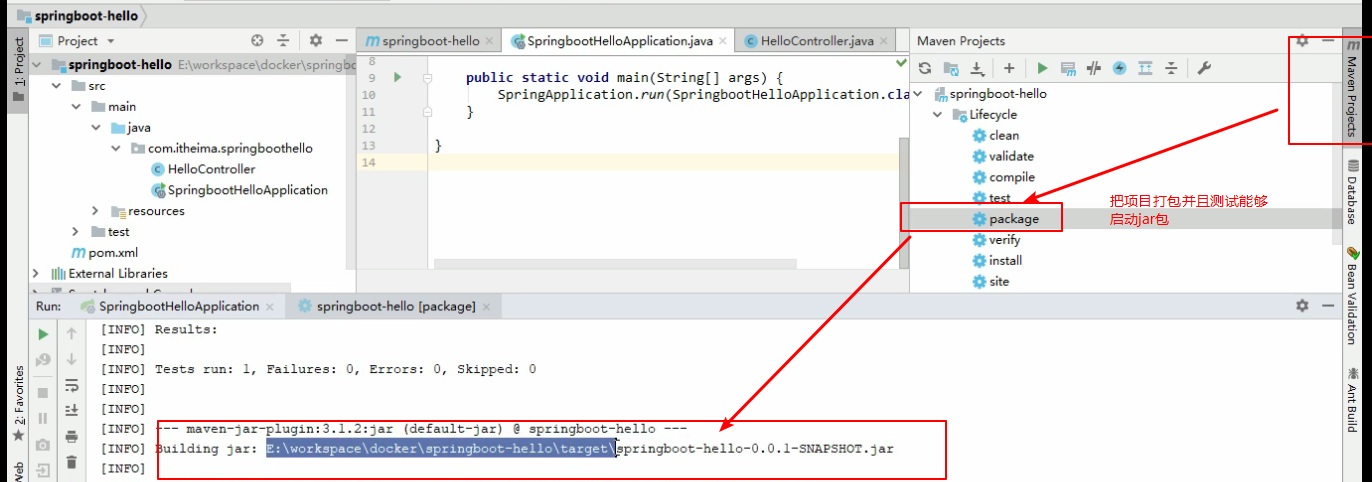 springboot-hello
1: Project
Project
springboot-hello E:\workspace\docker\springbo
src
main
java
com.itheima.springboothello
HelloController
SpringbootHelloApplication
resources
test
pom.xml
External Libraries
springboot-hello
SpringbootHelloApplication.java
HelloController.java
8
9 public static void main(String[] args) {
10 SpringApplication.run(SpringbootHelloApplication.cla
11 }
12
13 }
14
Maven Projects
springboot-hello
Lifecycle
clean
validate
compile
test
package
verify
install
site
把项目打包并且测试能够
启动jar包
Maven Projects
Database
Bean Validation
Ant Build
Run: SpringbootHelloApplication springboot-hello [package]
[INFO] Results:
[INFO]
[INFO] Tests run: 1, Failures: 0, Errors: 0, Skipped: 0
[INFO]
[INFO]
[INFO] --- maven-jar-plugin:3.1.2:jar (default-jar) @ springboot-hello ---
[INFO] Building jar: E:\workspace\docker\springboot-hello\target\springboot-hello-0.0.1-SNAPSHOT.jar
[INFO]
2: Favorites
Web